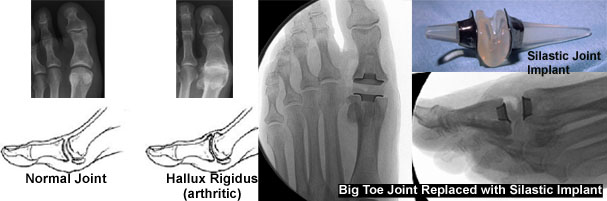 Silastic Joint
Implant
Normal Joint
Hallux Rigidus
(arthritic)
Big Toe Joint Replaced with Silastic Implant